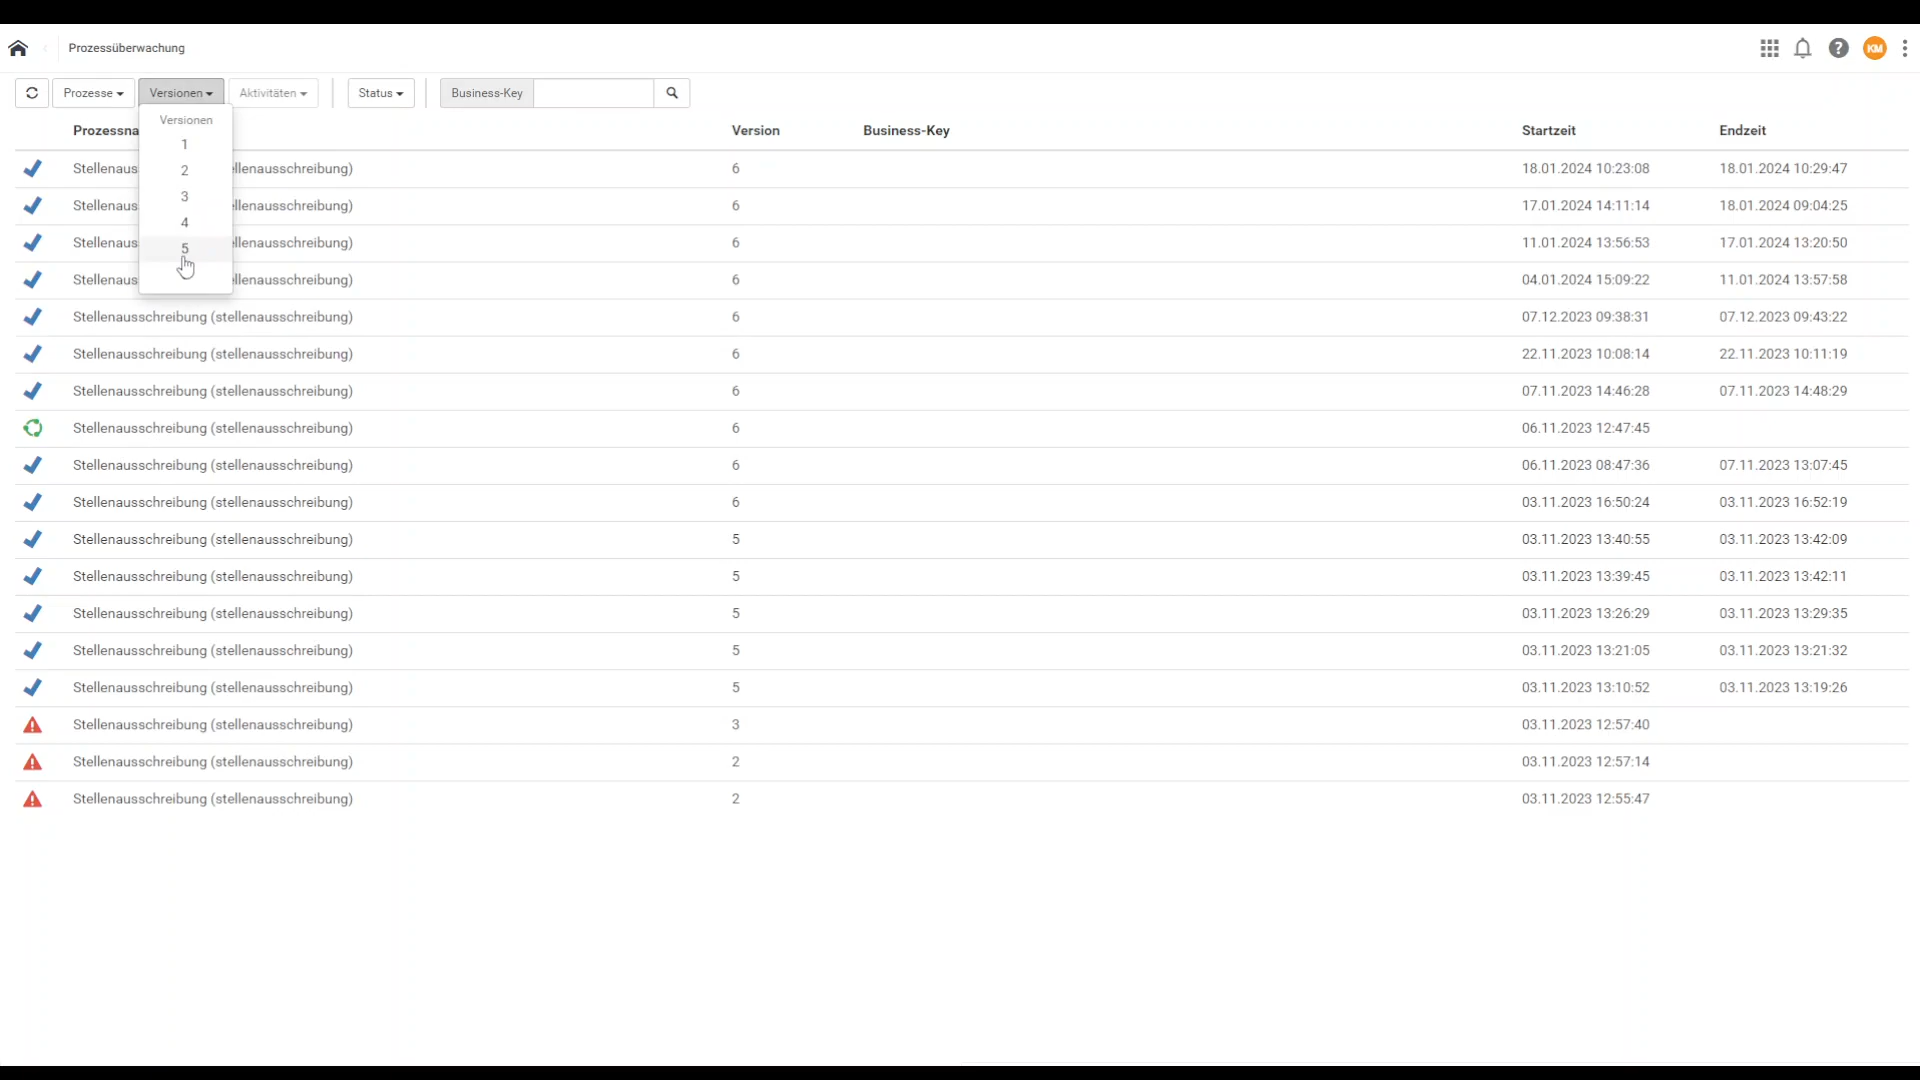 Prozessüberwachung
KM
Prozesse Versionen Aktivitäten Status Business-Key
Versionen
1
2
3
4
5
Prozessna Version Business-Key Startzeit Endzeit
Stellenaus llenausschreibung) 6 18.01.2024 10:23:08 18.01.2024 10:29:47
Stellenaus llenausschreibung) 6 17.01.2024 14:11:14 18.01.2024 09:04:25
Stellenaus llenausschreibung) 6 11.01.2024 13:56:53 17.01.2024 13:20:50
Stellenaus llenausschreibung) 6 04.01.2024 15:09:22 11.01.2024 13:57:58
Stellenausschreibung (stellenausschreibung) 6 07.12.2023 09:38:31 07.12.2023 09:43:22
Stellenausschreibung (stellenausschreibung) 6 22.11.2023 10:08:14 22.11.2023 10:11:19
Stellenausschreibung (stellenausschreibung) 6 07.11.2023 14:46:28 07.11.2023 14:48:29
Stellenausschreibung (stellenausschreibung) 6 06.11.2023 12:47:45
Stellenausschreibung (stellenausschreibung) 6 06.11.2023 08:47:36 07.11.2023 13:07:45
Stellenausschreibung (stellenausschreibung) 6 03.11.2023 16:50:24 03.11.2023 16:52:19
Stellenausschreibung (stellenausschreibung) 5 03.11.2023 13:40:55 03.11.2023 13:42:09
Stellenausschreibung (stellenausschreibung) 5 03.11.2023 13:39:45 03.11.2023 13:42:11
Stellenausschreibung (stellenausschreibung) 5 03.11.2023 13:26:29 03.11.2023 13:29:35
Stellenausschreibung (stellenausschreibung) 5 03.11.2023 13:21:05 03.11.2023 13:21:32
Stellenausschreibung (stellenausschreibung) 5 03.11.2023 13:10:52 03.11.2023 13:19:26
Stellenausschreibung (stellenausschreibung) 3 03.11.2023 12:57:40
Stellenausschreibung (stellenausschreibung) 2 03.11.2023 12:57:14
Stellenausschreibung (stellenausschreibung) 2 03.11.2023 12:55:47